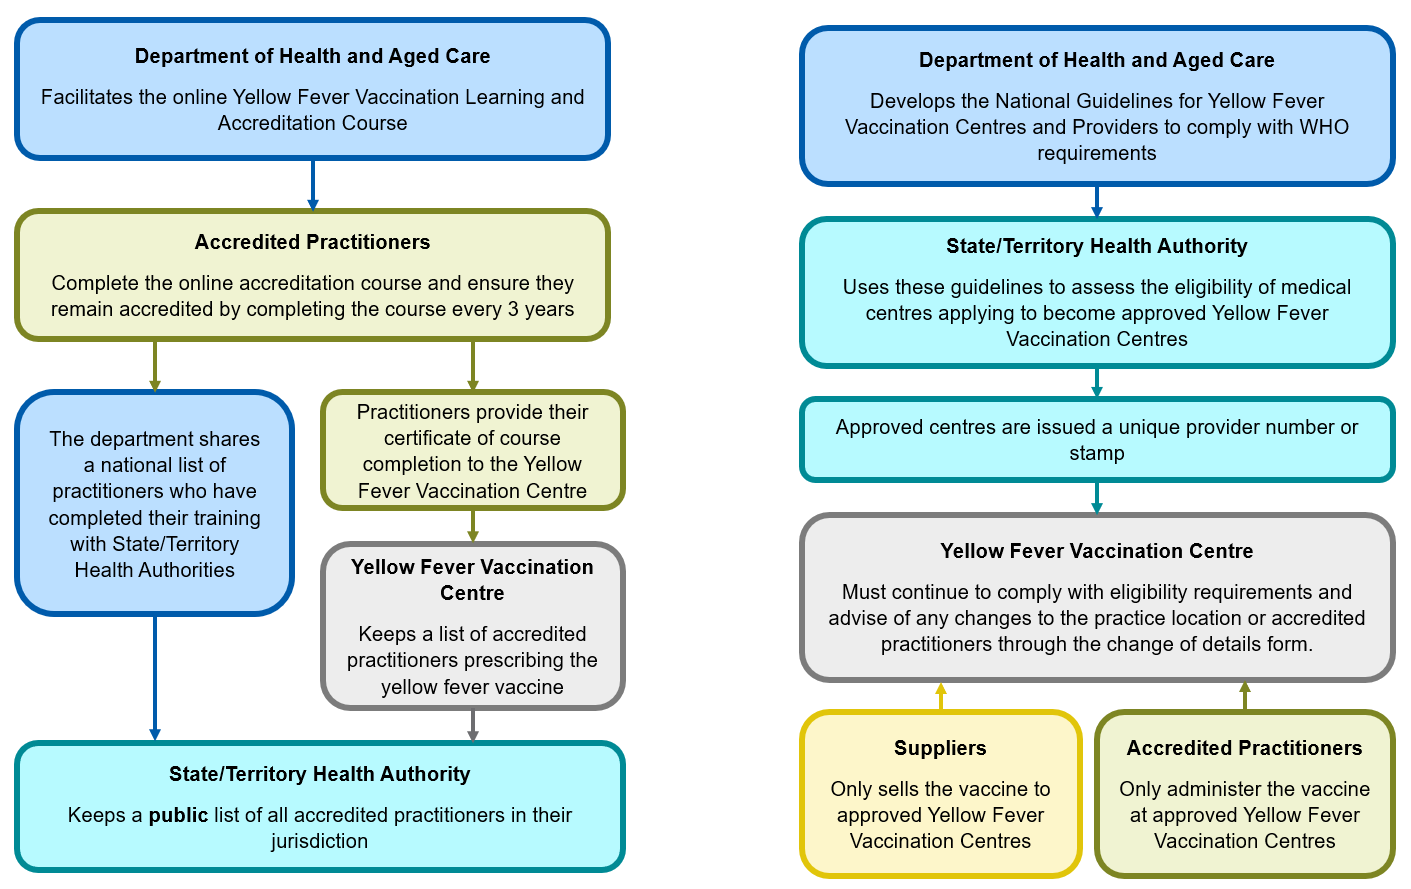 Department of Health and Aged Care
Facilitates the online Yellow Fever Vaccination Learning and
Accreditation Course
Accredited Practitioners
Complete the online accreditation course and ensure they
remain accredited by completing the course every 3 years
The department shares
a national list of
practitioners who have
completed their training
with State/Territory
Health Authorities
Practitioners provide their
certificate of course
completion to the Yellow
Fever Vaccination Centre
Yellow Fever Vaccination
Centre
Keeps a list of accredited
practitioners prescribing the
yellow fever vaccine
State/Territory Health Authority
Keeps a public list of all accredited practitioners in their
jurisdiction
Department of Health and Aged Care
Develops the National Guidelines for Yellow Fever
Vaccination Centres and Providers to comply with WHO
requirements
State/Territory Health Authority
Uses these guidelines to assess the eligibility of medical
centres applying to become approved Yellow Fever
Vaccination Centres
Approved centres are issued a unique provider number or
stamp
Yellow Fever Vaccination Centre
Must continue to comply with eligibility requirements and
advise of any changes to the practice location or accredited
practitioners through the change of details form.
Suppliers
Only sells the vaccine to
approved Yellow Fever
Vaccination Centres
Accredited Practitioners
Only administer the vaccine
at approved Yellow Fever
Vaccination Centres